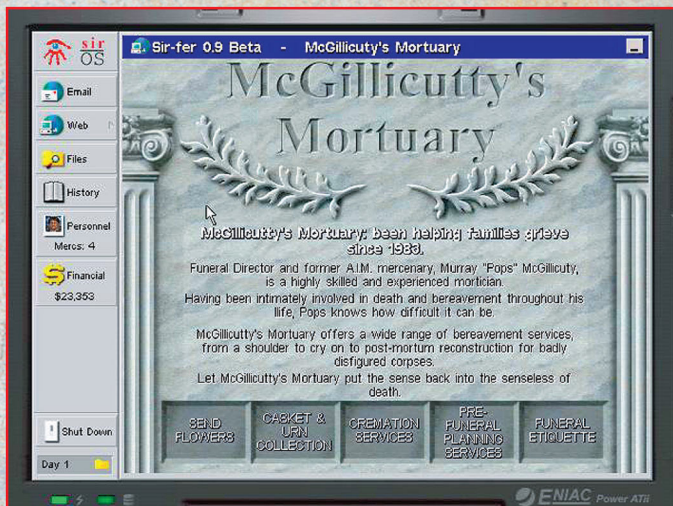 sir
OS
Sir-fer 0.9 Beta - McGillicuty's Mortuary
Email
Web
Files
History
Personnel
Mercs: 4
Financial
$23,353
Shut Down
Day 1
McGillicutty's
Mortuary
McGillicutty's Mortuary: been helping families grieve
since 1983.
Funeral Director and former A.I.M. mercenary, Murray "Pops" McGillicuty,
is a highly skilled and experienced mortician.
Having been intimately involved in death and bereavement throughout his
life, Pops knows how difficult it can be.
McGillicutty's Mortuary offers a wide range of bereavement services,
from a shoulder to cry on to post-mortum reconstruction for badly
disfigured corpses.
Let McGillicutty's Mortuary put the sense back into the senseless of
death.
SEND
FLOWERS
CASKET &
URN
COLLECTION
CREMATION
SERVICES
PRE-
FUNERAL
PLANNING
SERVICES
FUNERAL
ETIQUETTE
ENIAC Power ATii